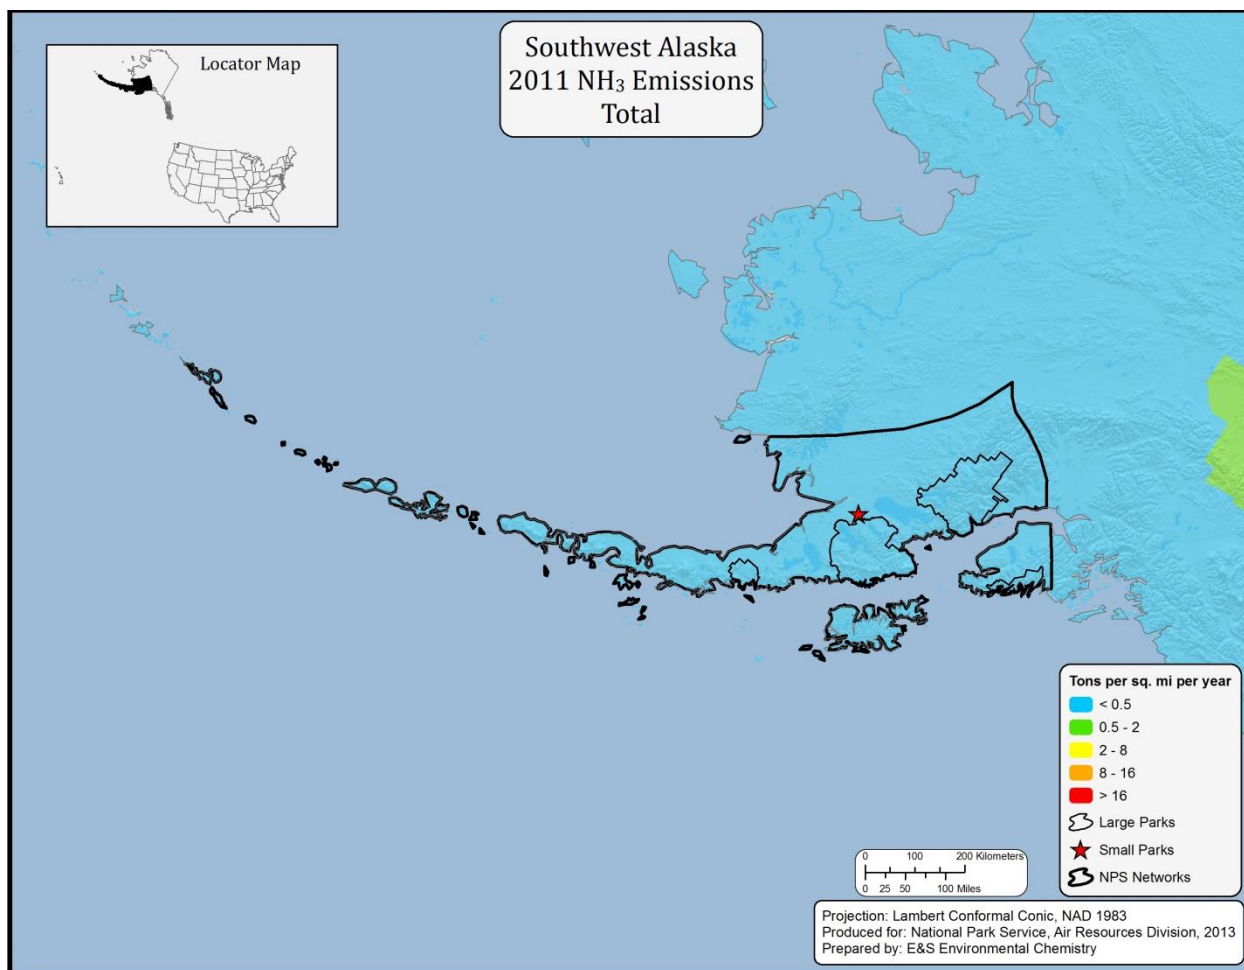 Locator Map
Southwest Alaska
2011 NH₃ Emissions
Total
Tons per sq. mi per year
< 0.5
0.5 - 2
2 - 8
8 - 16
> 16
Large Parks
Small Parks
NPS Networks
0 100 200 Kilometers
0 25 50 100 Miles
Projection: Lambert Conformal Conic, NAD 1983
Produced for: National Park Service, Air Resources Division, 2013
Prepared by: E&S Environmental Chemistry